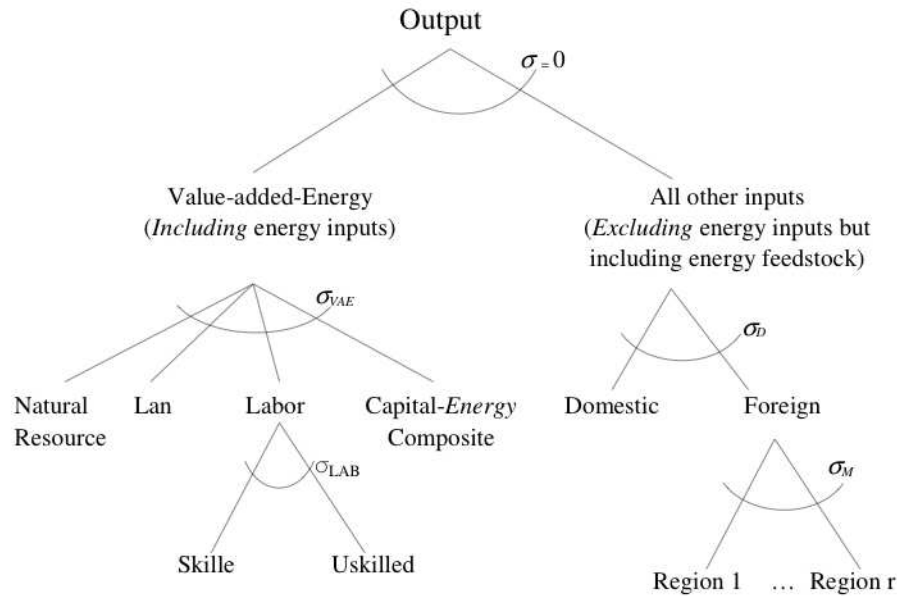 Output
σ = 0
Value-added-Energy
(Including energy inputs)
All other inputs
(Excluding energy inputs but
including energy feedstock)
σVAE
σD
Natural
Resource
Lan
Labor
Capital-Energy
Composite
Domestic
Foreign
σLAB
σM
Skille
Uskilled
Region 1 … Region r